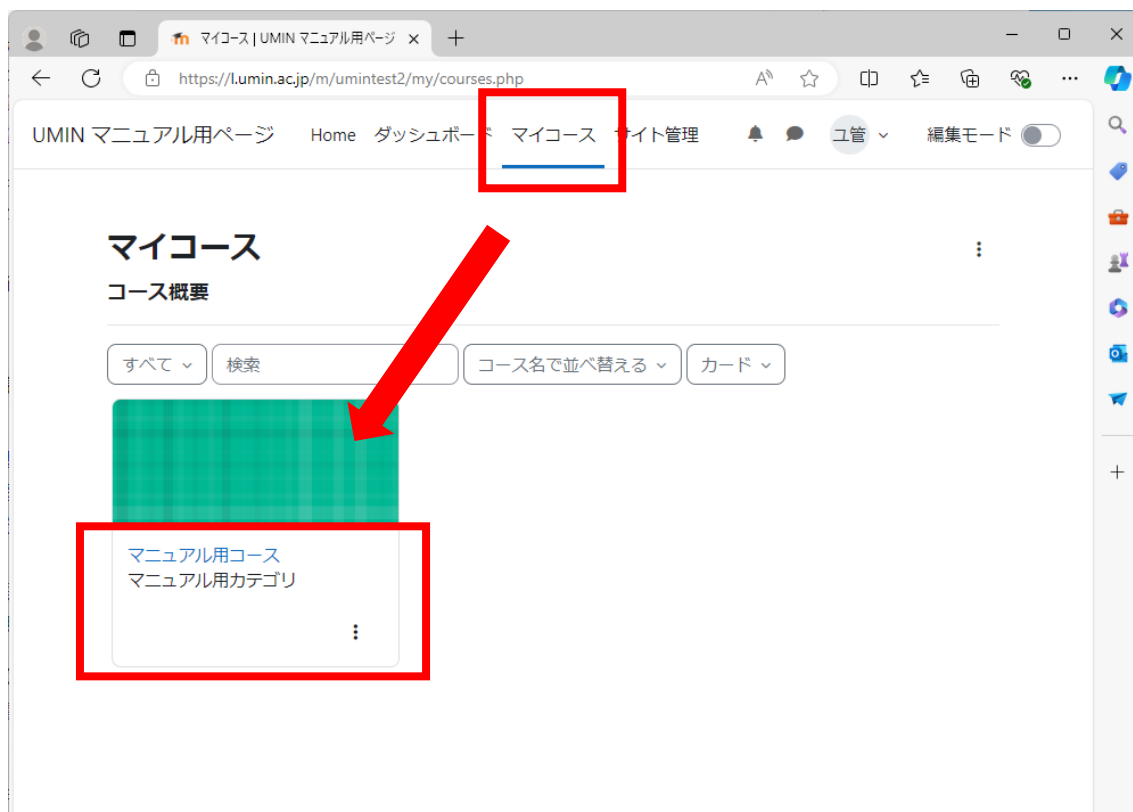 マイコース | UMIN マニュアル用ページ
https://l.umin.ac.jp/m/umintest2/my/courses.php
UMIN マニュアル用ページ Home ダッシュボード マイコース サイト管理 ユ管 編集モード
マイコース
コース概要
すべて 検索 コース名で並べ替える カード
マニュアル用コース
マニュアル用カテゴリ